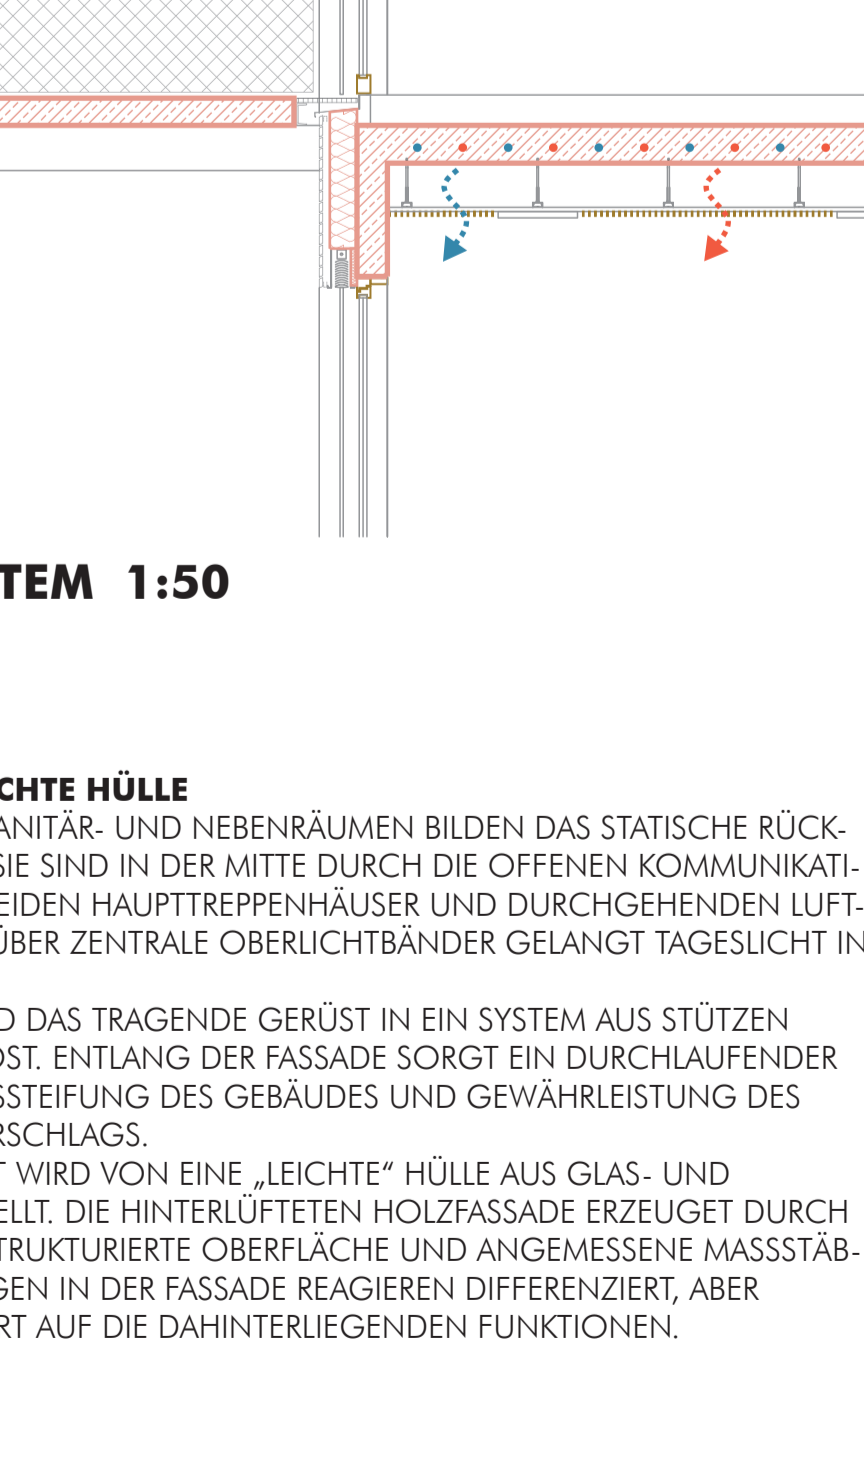 TEM 1:50
CHTE HÜLLE
ANITÄR- UND NEBENRÄUMEN BILDEN DAS STATISCHE RÜCK-
SIE SIND IN DER MITTE DURCH DIE OFFENEN KOMMUNIKATI-
EIDEN HAUPTTREPPENHÄUSER UND DURCHGEHENDEN LUFT-
ÜBER ZENTRALE OBERLICHTBÄNDER GELANGT TAGESLICHT IN
D DAS TRAGENDE GERÜST IN EIN SYSTEM AUS STÜTZEN
ÖST. ENTLANG DER FASSADE SORGT EIN DURCHLAUFENDER
SSTEIFUNG DES GEBÄUDES UND GEWÄHRLEISTUNG DES
RSCHLAGS.
T WIRD VON EINE „LEICHTE“ HÜLLE AUS GLAS- UND
ELLT. DIE HINTERLÜFTETEN HOLZFASSADE ERZEUGET DURCH
TRUKTURIERTE OBERFLÄCHE UND ANGEMESSENE MASSSTÄB-
GEN IN DER FASSADE REAGIEREN DIFFERENZIERT, ABER
RT AUF DIE DAHINTERLIEGENDEN FUNKTIONEN.